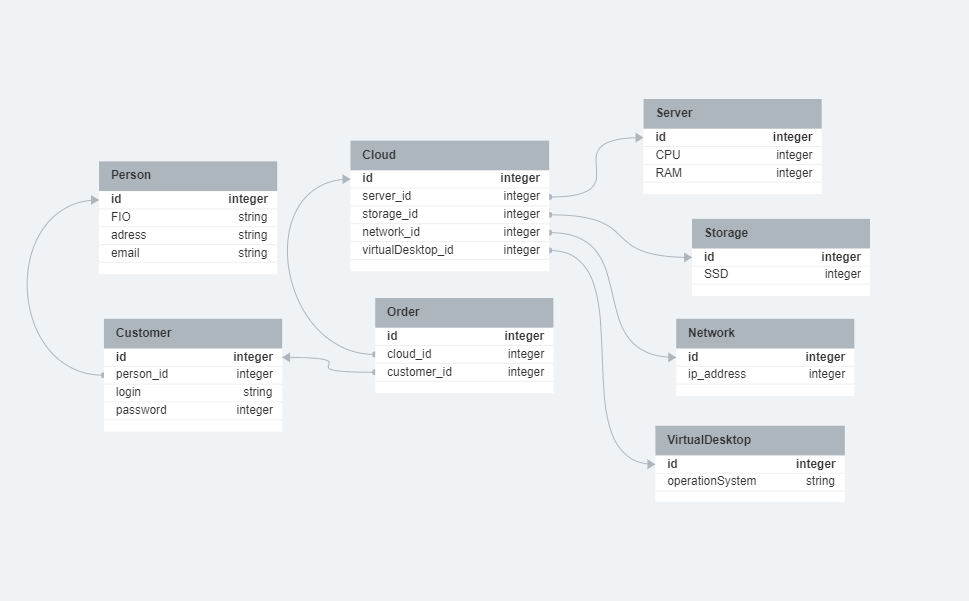 Person
id integer
FIO string
adress string
email string
Customer
id integer
person_id integer
login string
password integer
Cloud
id integer
server_id integer
storage_id integer
network_id integer
virtualDesktop_id integer
Order
id integer
cloud_id integer
customer_id integer
Server
id integer
CPU integer
RAM integer
Storage
id integer
SSD integer
Network
id integer
ip_address integer
VirtualDesktop
id integer
operationSystem string